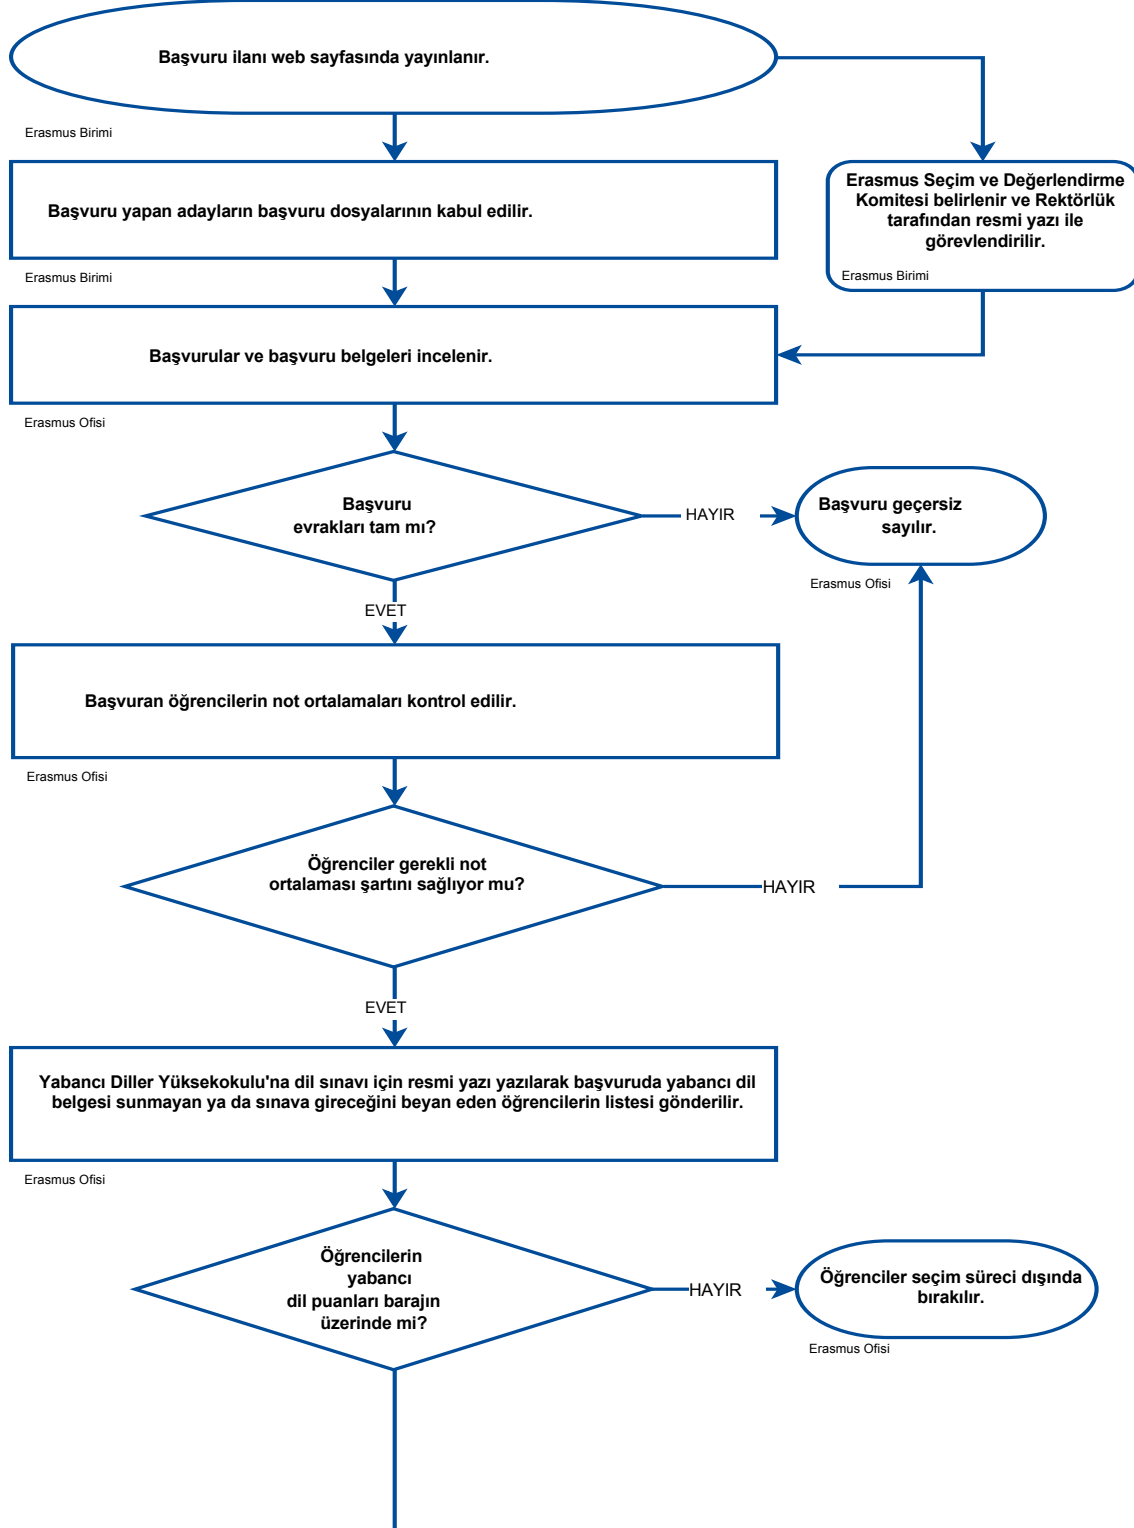 Başvuru ilanı web sayfasında yayınlanır.
Erasmus Birimi
Erasmus Seçim ve Değerlendirme
Komitesi belirlenir ve Rektörlük
tarafından resmi yazı ile
görevlendirilir.
Erasmus Birimi
Başvuru yapan adayların başvuru dosyalarının kabul edilir.
Erasmus Birimi
Başvurular ve başvuru belgeleri incelenir.
Erasmus Ofisi
Başvuru
evrakları tam mı?
HAYIR
Başvuru geçersiz
sayılır.
Erasmus Ofisi
EVET
Başvuran öğrencilerin not ortalamaları kontrol edilir.
Erasmus Ofisi
Öğrenciler gerekli not
ortalaması şartını sağlıyor mu?
HAYIR
EVET
Yabancı Diller Yüksekokulu'na dil sınavı için resmi yazı yazılarak başvuruda yabancı dil
belgesi sunmayan ya da sınava gireceğini beyan eden öğrencilerin listesi gönderilir.
Erasmus Ofisi
Öğrencilerin
yabancı
dil puanları barajın
üzerinde mi?
HAYIR
Öğrenciler seçim süreci dışında
bırakılır.
Erasmus Ofisi